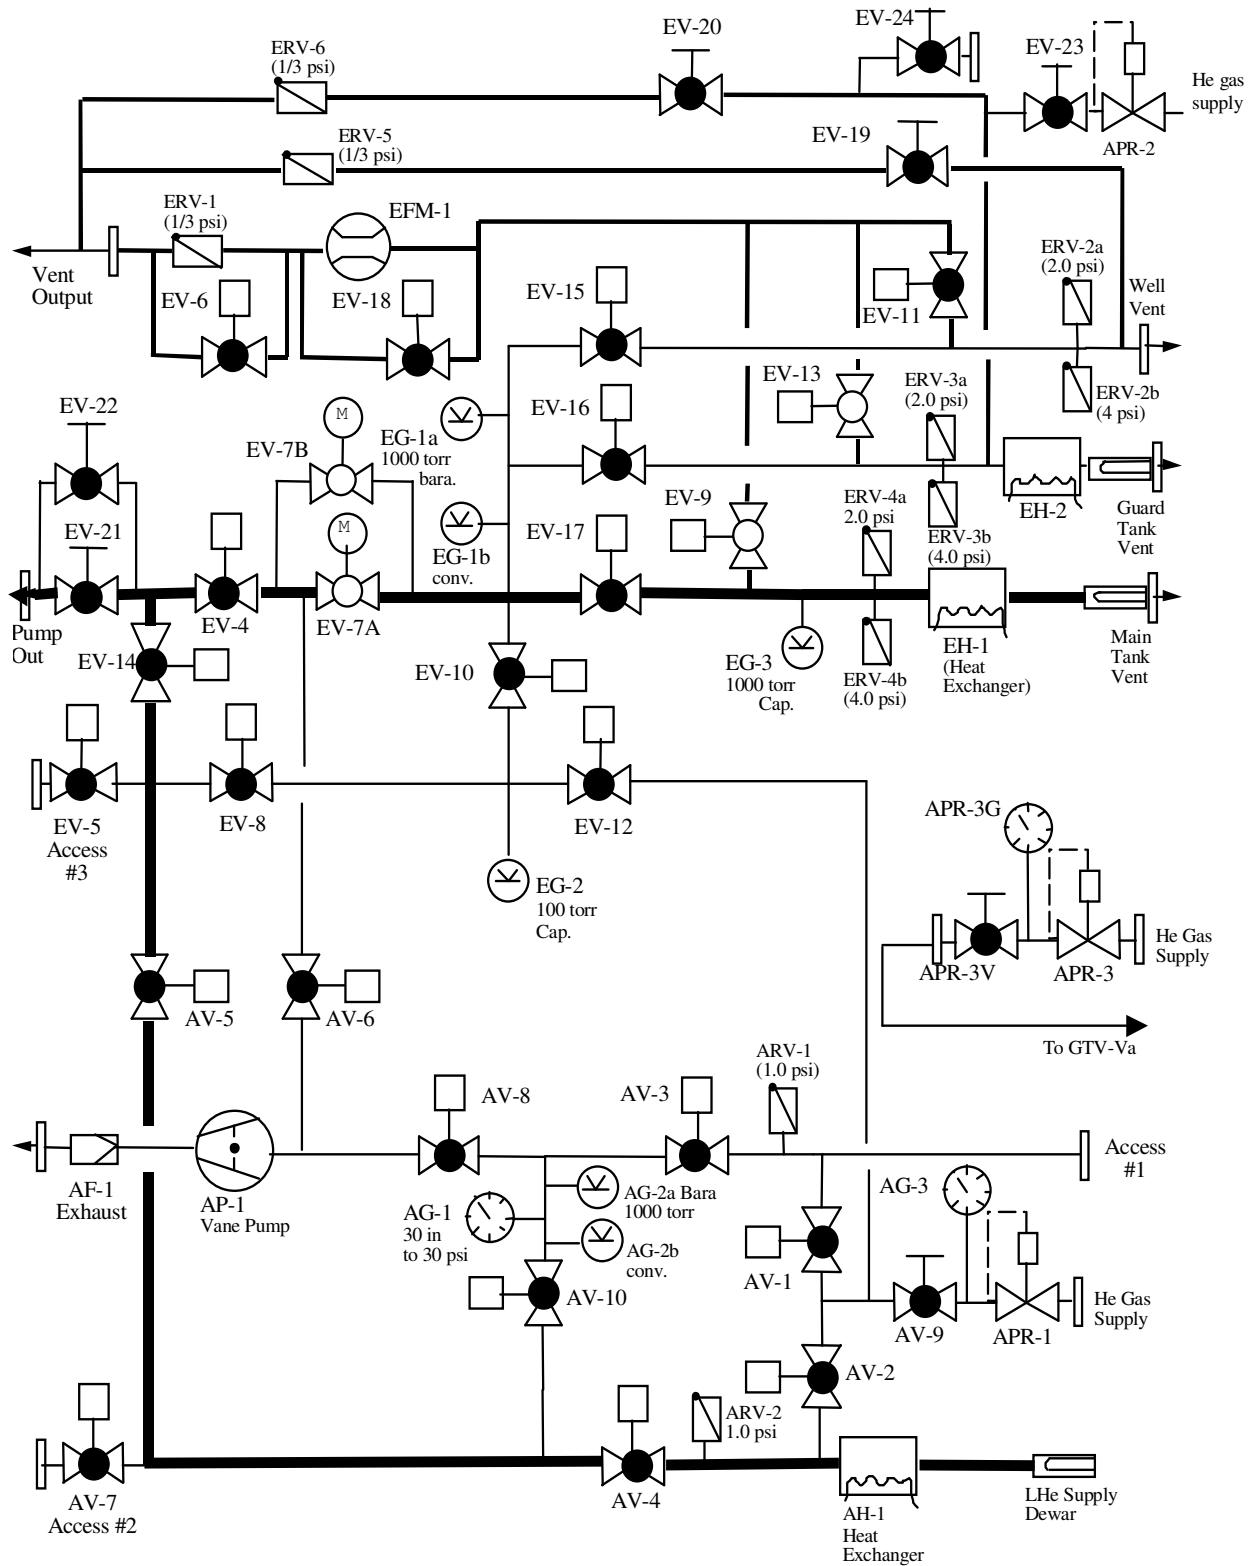 EV-24
EV-20
EV-23
ERV-6
(1/3 psi)
He gas
supply
ERV-5
(1/3 psi)
EV-19
APR-2
ERV-1
(1/3 psi)
EFM-1
ERV-2a
(2.0 psi)
Vent
Output
EV-6
EV-18
EV-15
EV-11
Well
Vent
EV-13
ERV-3a
(2.0 psi)
ERV-2b
(4 psi)
EV-22
M
EV-7B
EG-1a
1000 torr
bara.
EV-16
EV-9
ERV-4a
2.0 psi
EH-2
Guard
Tank
Vent
EV-21
M
EG-1b
conv.
EV-17
ERV-3b
(4.0 psi)
Pump
Out
EV-4
EV-7A
EV-14
EV-10
EG-3
1000 torr
Cap.
ERV-4b
(4.0 psi)
EH-1
(Heat
Exchanger)
Main
Tank
Vent
EV-5
Access
#3
EV-8
EV-12
APR-3G
EG-2
100 torr
Cap.
APR-3V
APR-3
He Gas
Supply
AV-5
AV-6
To GTV-Va
ARV-1
(1.0 psi)
AV-8
AV-3
AF-1
Exhaust
AP-1
Vane Pump
AG-1
30 in
to 30 psi
AG-2a Bara
1000 torr
AG-2b
conv.
AG-3
Access
#1
AV-1
AV-10
AV-9
APR-1
He Gas
Supply
AV-2
ARV-2
1.0 psi
AV-7
Access #2
AV-4
AH-1
Heat
Exchanger
LHe Supply
Dewar